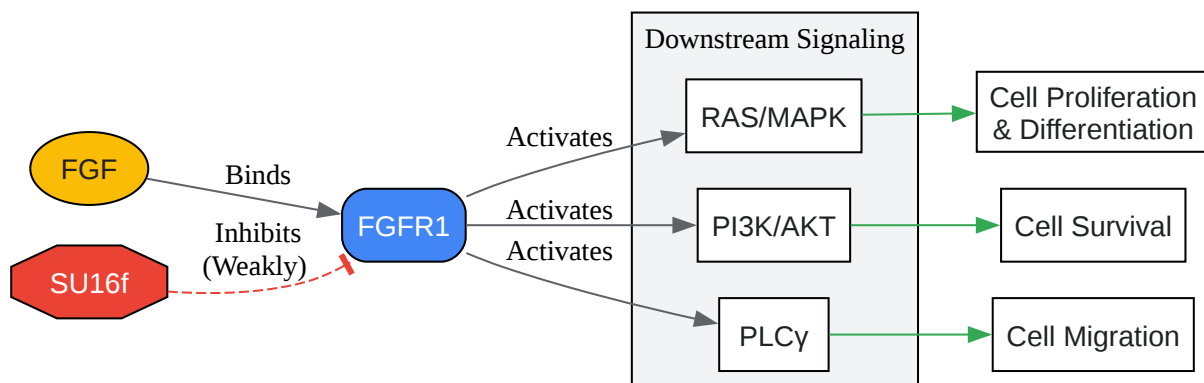 Downstream Signaling
FGF
Binds
SU16f
Inhibits
(Weakly)
FGFR1
Activates
Activates
Activates
RAS/MAPK
PI3K/AKT
PLCγ
Cell Proliferation
& Differentiation
Cell Survival
Cell Migration